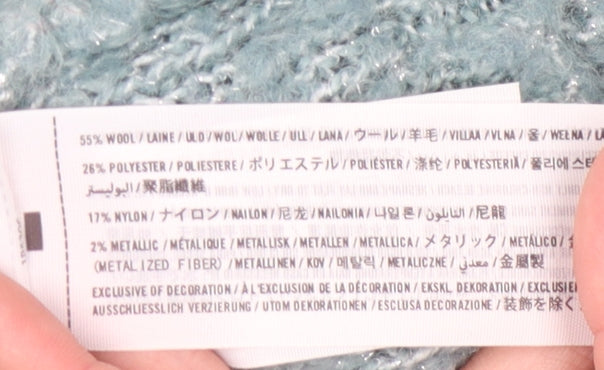 55% WOOL / LAINE / ULD / WOL / WOLLE / ULL / LANA / ウール / 羊毛 / VILLAA / VLNA / 울 / WEŁNA /
26% POLYESTER / POLIESTERE / ポリエステル / POLIÉSTER / 涤纶 / POLYESTERIÄ / 폴리에스
البوليستر / 聚脂纖維
17% NYLON / ナイロン / NAILON / 尼龙 / NAILONIA / 나일론 / النايلون / 尼龍
2% METALLIC / MÉTALIQUE / METALLISK / METALLEN / METALLICA / メタリック / METÁLICO /
(METALIZED FIBER) / METALLINEN / KOV / 메탈릭 / METALICZNE / معدني / 金屬製
EXCLUSIVE OF DECORATION / À L'EXCLUSION DE LA DÉCORATION / EKSKL. DEKORATION /
AUSSCHLIESSLICH VERZIERUNG / UTOM DEKORATIONEN / ESCLUSA DECORAZIONE / 装飾を除く